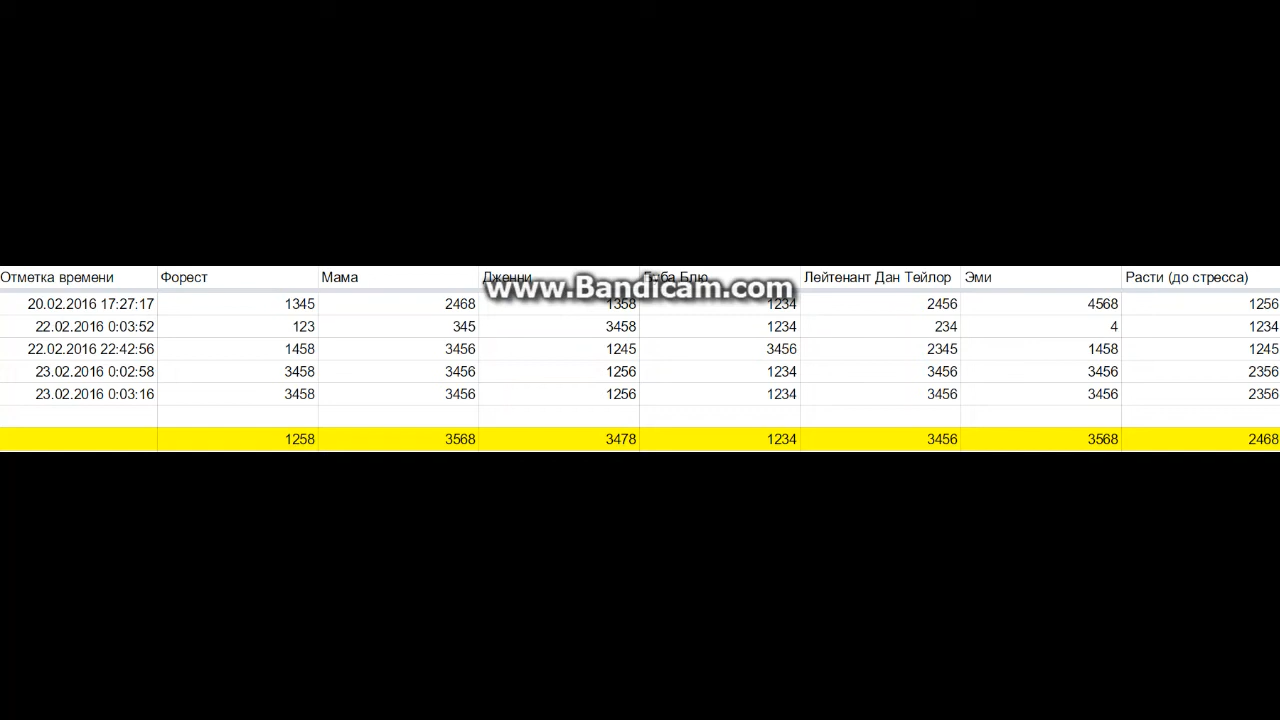 Отметка времени Форест Мама Дженни Буба Блю Лейтенант Дан Тейлор Эми Расти (до стресса)
www.Bandicam.com
20.02.2016 17:27:17 1345 2468 1358 1234 2456 4568 1256
22.02.2016 0:03:52 123 345 3458 1234 234 4 1234
22.02.2016 22:42:56 1458 3456 1245 3456 2345 1458 1245
23.02.2016 0:02:58 3458 3456 1256 1234 3456 3456 2356
23.02.2016 0:03:16 3458 3456 1256 1234 3456 3456 2356
1258 3568 3478 1234 3456 3568 2468